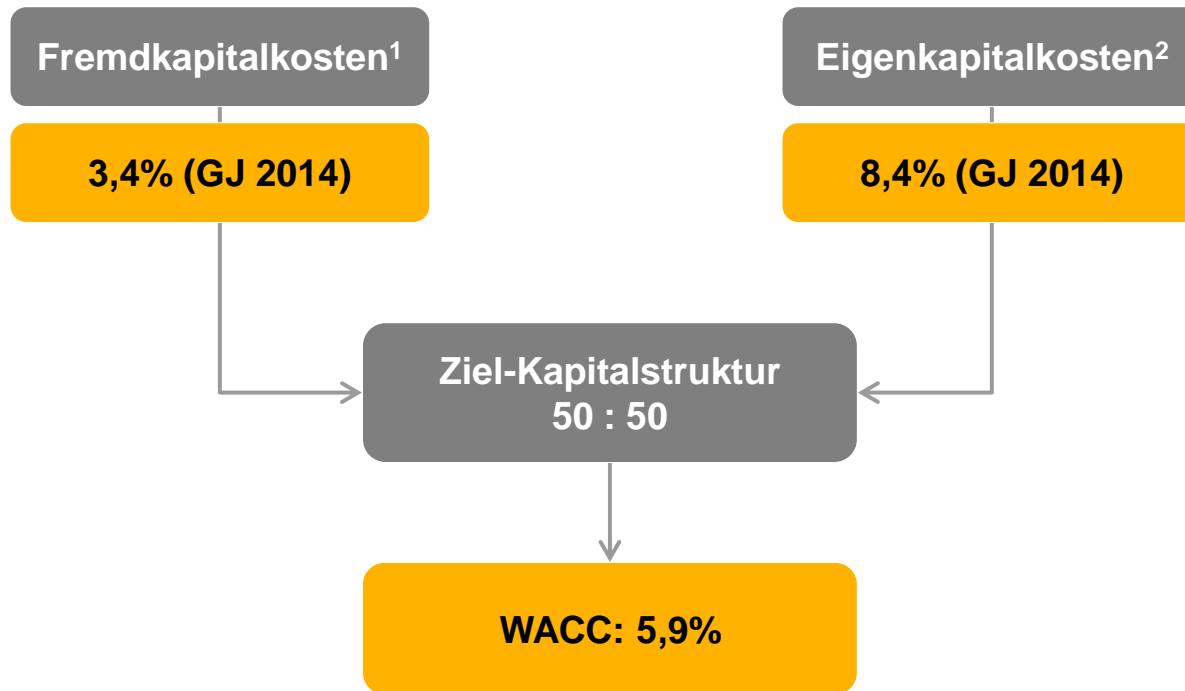 Fremdkapitalkosten¹
3,4% (GJ 2014)
Eigenkapitalkosten²
8,4% (GJ 2014)
Ziel-Kapitalstruktur
50 : 50
WACC: 5,9%